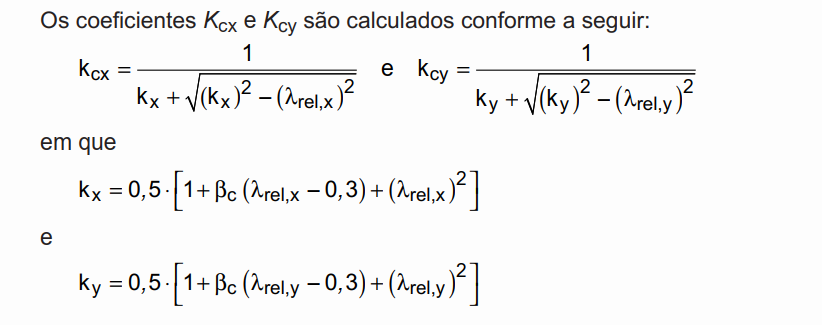 Os coeficientes Kcx e Kcy são calculados conforme a seguir:
kcx = 1 / (kx + √((kx)² − (λrel,x)²)) e kcy = 1 / (ky + √((ky)² − (λrel,y)²))
em que
kx = 0,5 · [1 + βc (λrel,x − 0,3) + (λrel,x)²]
e
ky = 0,5 · [1 + βc (λrel,y − 0,3) + (λrel,y)²]